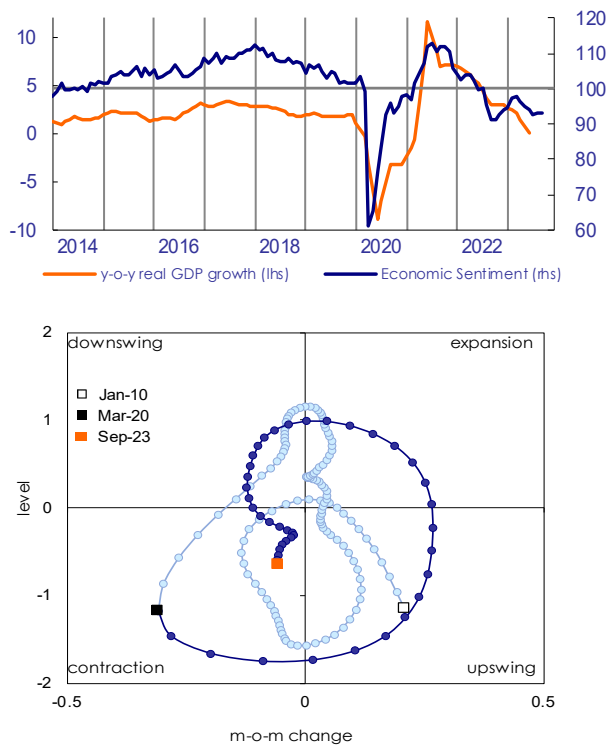 10
5
0
-5
-10
120
110
100
90
80
70
60
2014 2016 2018 2020 2022
y-o-y real GDP growth (lhs) Economic Sentiment (rhs)
2
1
0
-1
-2
downswing expansion
Jan-10
Mar-20
Sep-23
level
contraction upswing
-0.5 0 0.5
m-o-m change